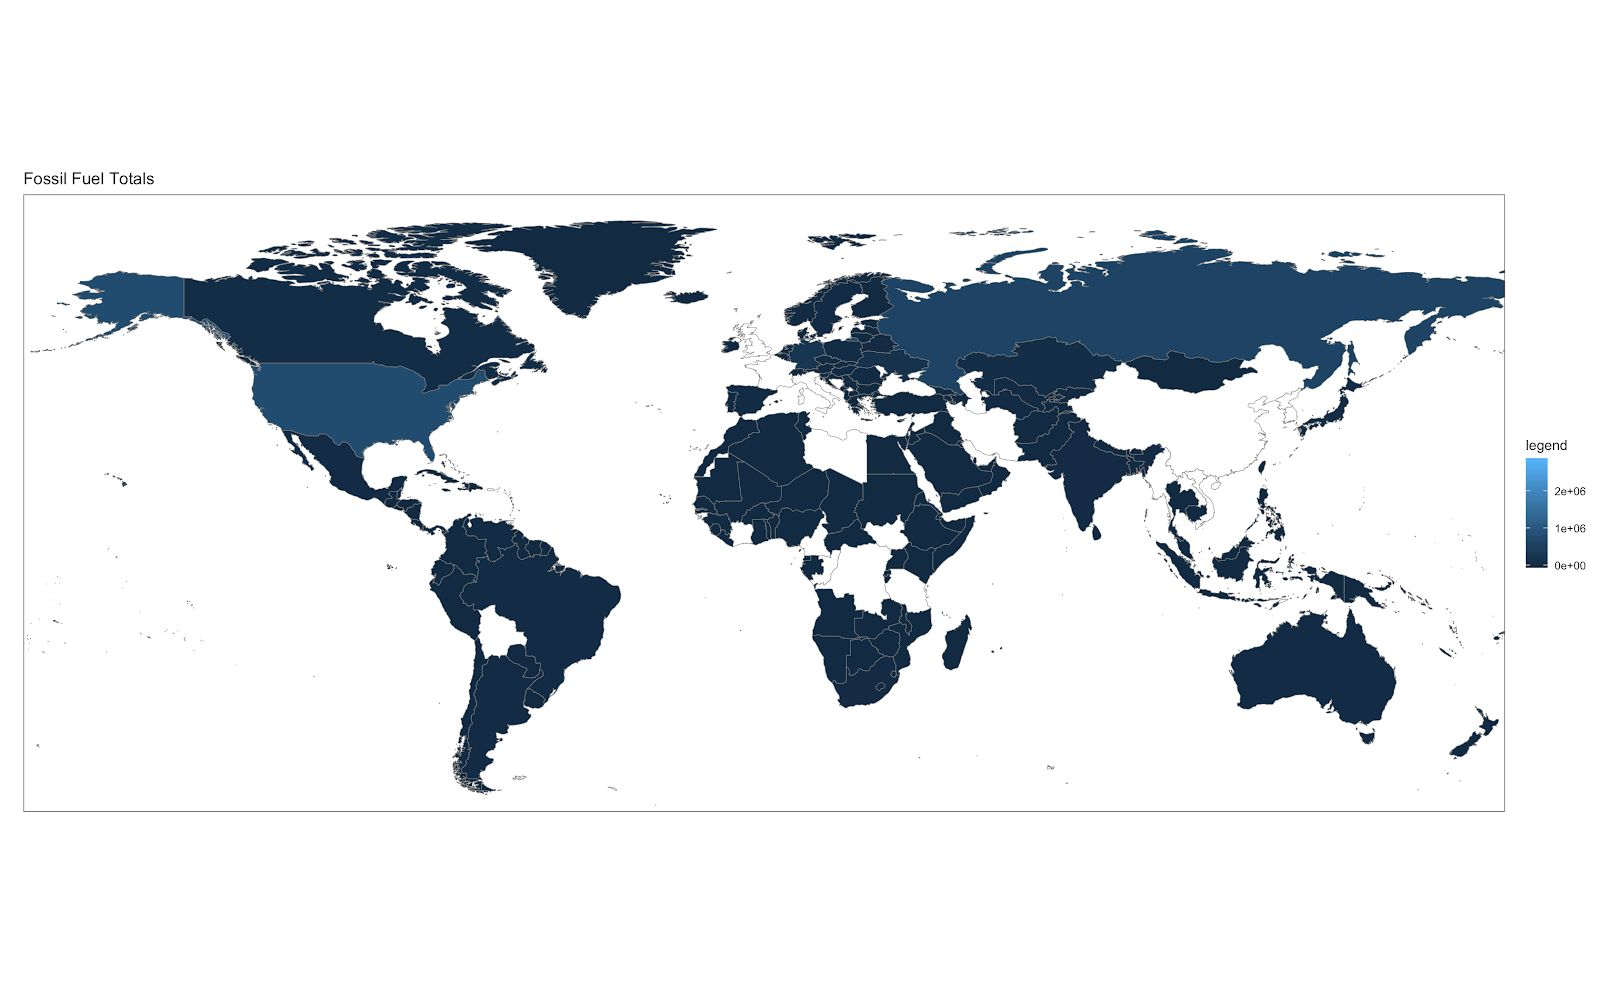 Fossil Fuel Totals
legend
2e+06
1e+06
0e+00